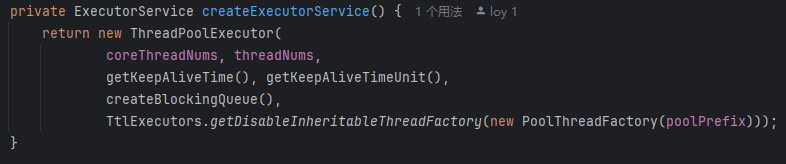 private ExecutorService createExecutorService() { 1 个用法 loy 1
return new ThreadPoolExecutor(
coreThreadNums, threadNums,
getKeepAliveTime(), getKeepAliveTimeUnit(),
createBlockingQueue(),
TtlExecutors.getDisableInheritableThreadFactory(new PoolThreadFactory(poolPrefix)));
}